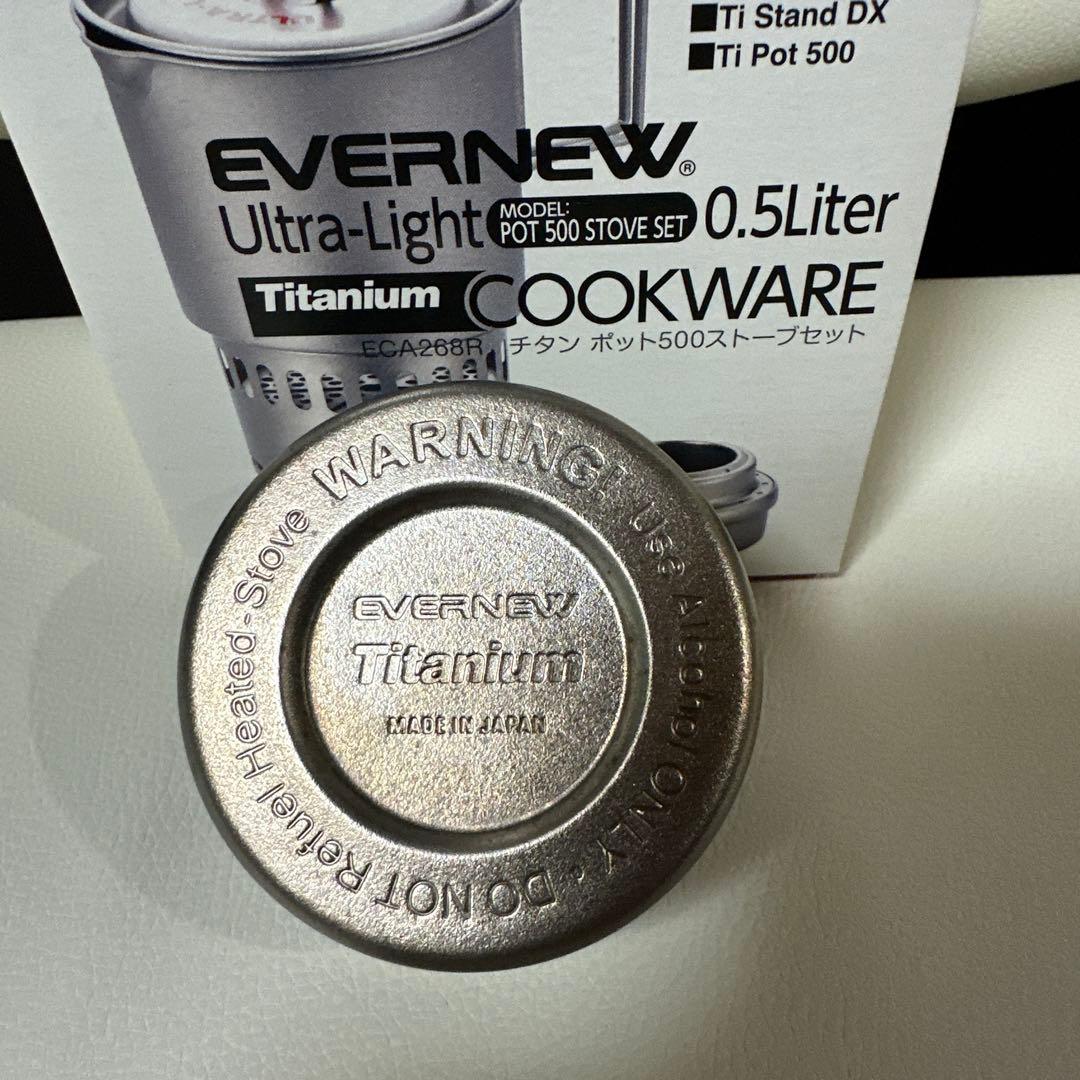 ■Ti Stand DX
■Ti Pot 500
EVERNEW®
Ultra-Light MODEL: POT 500 STOVE SET 0.5Liter
Titanium COOKWARE
ECA268R チタン ポット500ストーブセット
WARNING! Use Alcohol ONLY · DO NOT Refuel Heated-Stove
EVERNEW
Titanium
MADE IN JAPAN